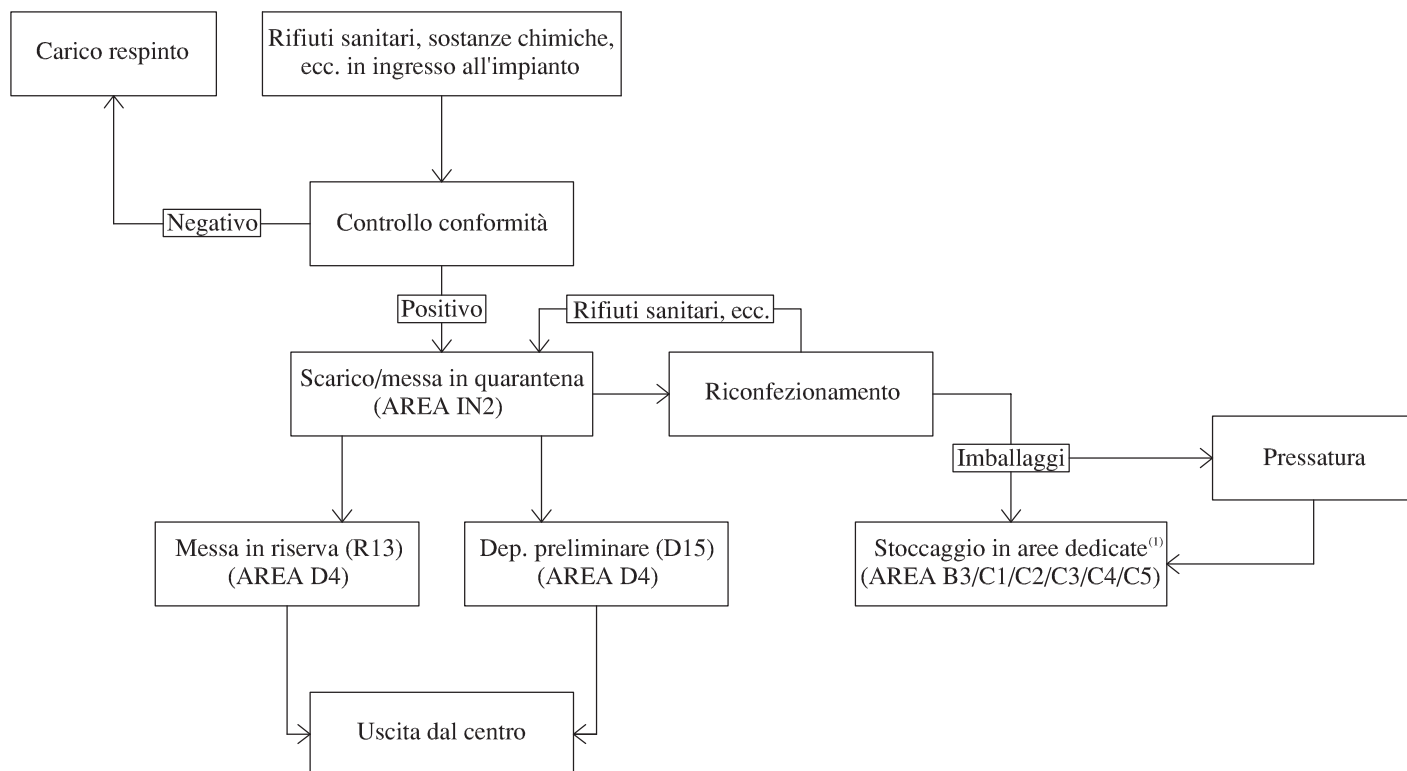 Carico respinto
Rifiuti sanitari, sostanze chimiche,
ecc. in ingresso all'impianto
Negativo
Controllo conformità
Positivo
Rifiuti sanitari, ecc.
Scarico/messa in quarantena
(AREA IN2)
Riconfezionamento
Imballaggi
Pressatura
Messa in riserva (R13)
(AREA D4)
Dep. preliminare (D15)
(AREA D4)
Stoccaggio in aree dedicate⁽¹⁾
(AREA B3/C1/C2/C3/C4/C5)
Uscita dal centro